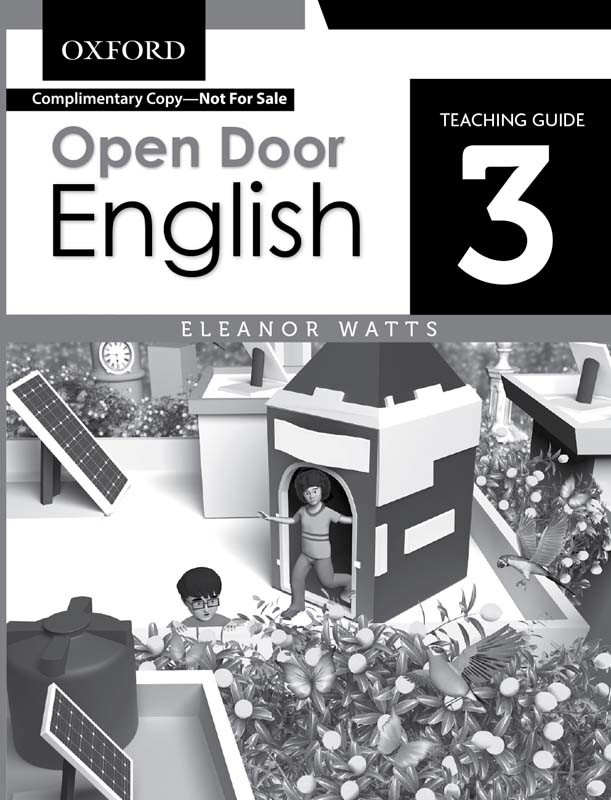 OXFORD
Complimentary Copy—Not For Sale
Open Door
English
TEACHING GUIDE
3
ELEANOR WATTS